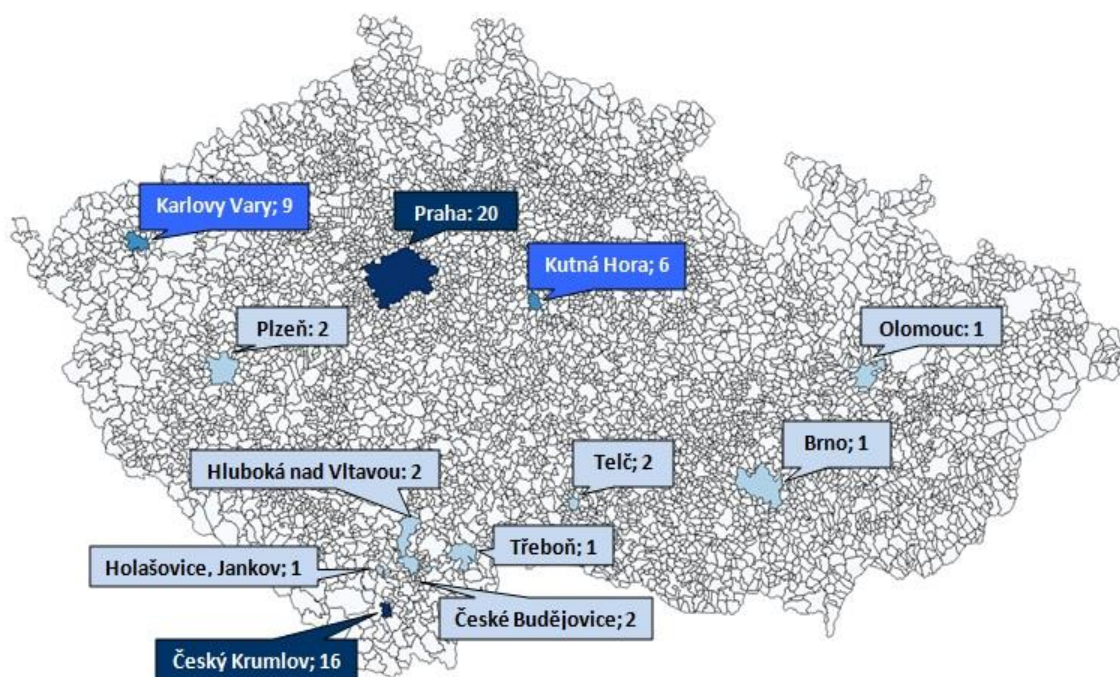 Karlovy Vary; 9
Praha: 20
Kutná Hora; 6
Plzeň: 2
Olomouc: 1
Brno; 1
Hluboká nad Vltavou: 2
Telč; 2
Třeboň; 1
Holašovice, Jankov; 1
České Budějovice; 2
Český Krumlov; 16